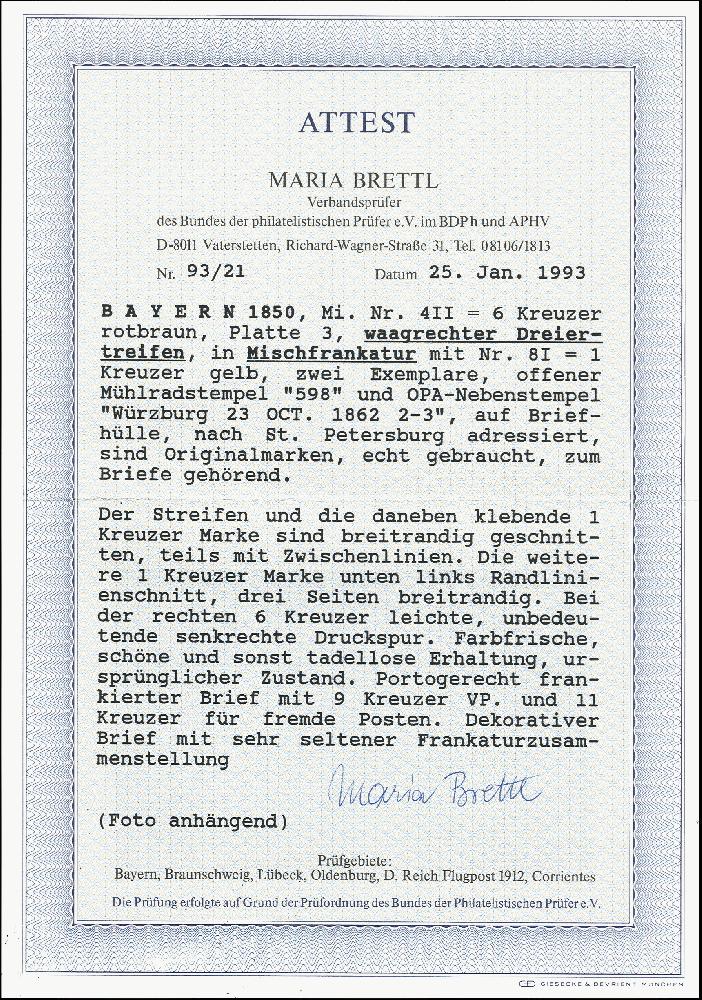 ATTEST
MARIA BRETTL
Verbandsprüfer
des Bundes der philatelistischen Prüfer e.V. im BDPh und APHV
D-8011 Vaterstetten, Richard-Wagner-Straße 31, Tel. 08106/1813
Nr. 93/21 Datum 25. Jan. 1993
B A Y E R N 1850, Mi. Nr. 4II = 6 Kreuzer
rotbraun, Platte 3, waagrechter Dreier-
treifen, in Mischfrankatur mit Nr. 8I = 1
Kreuzer gelb, zwei Exemplare, offener
Mühlradstempel "598" und OPA-Nebenstempel
"Würzburg 23 OCT. 1862 2-3", auf Brief-
hülle, nach St. Petersburg adressiert,
sind Originalmarken, echt gebraucht, zum
Briefe gehörend.
Der Streifen und die daneben klebende 1
Kreuzer Marke sind breitrandig geschnit-
ten, teils mit Zwischenlinien. Die weite-
re 1 Kreuzer Marke unten links Randlini-
enschnitt, drei Seiten breitrandig. Bei
der rechten 6 Kreuzer leichte, unbedeu-
tende senkrechte Druckspur. Farbfrische,
schöne und sonst tadellose Erhaltung, ur-
sprünglicher Zustand. Portogerecht fran-
kierter Brief mit 9 Kreuzer VP. und 11
Kreuzer für fremde Posten. Dekorativer
Brief mit sehr seltener Frankaturzusam-
menstellung
Maria Brettl
(Foto anhängend)
Prüfgebiete:
Bayern, Braunschweig, Lübeck, Oldenburg, D. Reich Flugpost 1912, Corrientes
Die Prüfung erfolgte auf Grund der Prüfordnung des Bundes der Philatelistischen Prüfer e.V.
GIESECKE & DEVRIENT MÜNCHEN